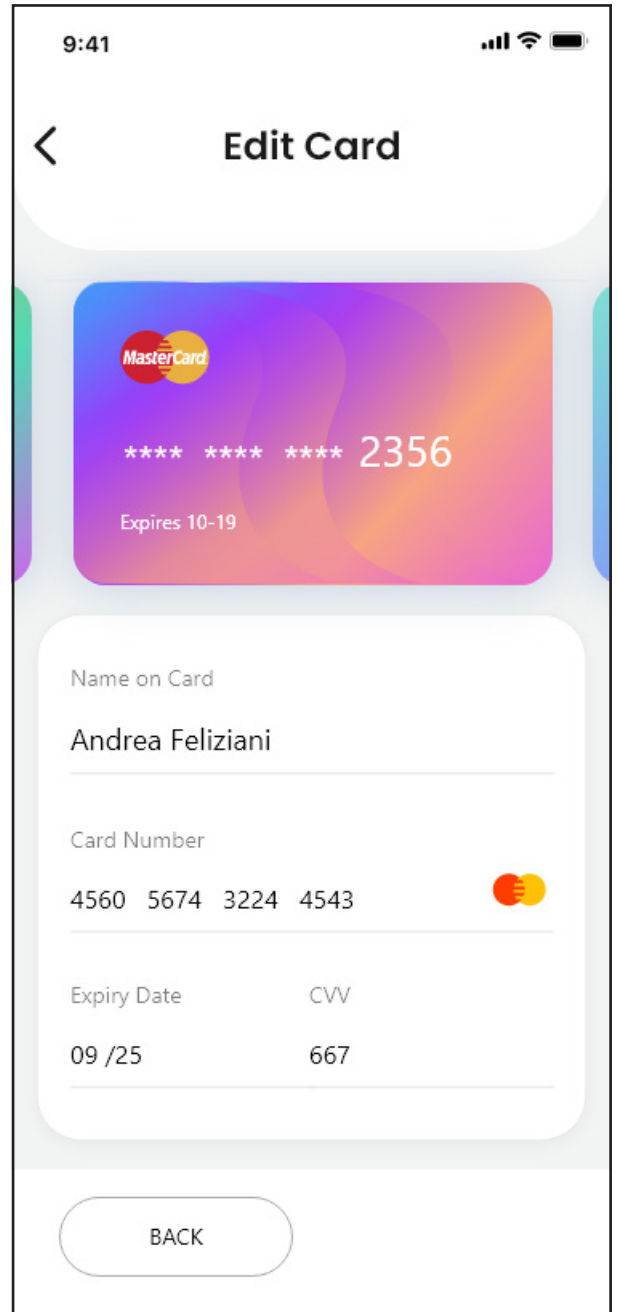 9:41
Edit Card
MasterCard
**** **** **** 2356
Expires 10-19
Name on Card
Andrea Feliziani
Card Number
4560 5674 3224 4543
Expiry Date CVV
09 /25 667
BACK